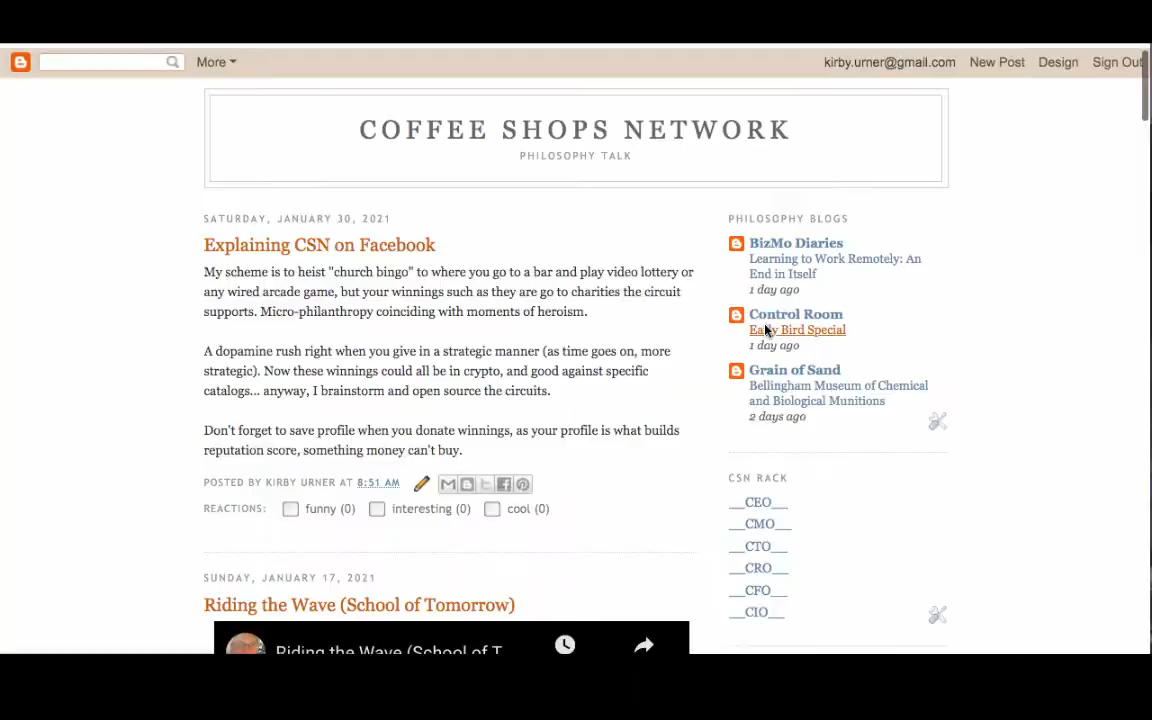 More
kirby.urner@gmail.com New Post Design Sign Out
COFFEE SHOPS NETWORK
PHILOSOPHY TALK
SATURDAY, JANUARY 30, 2021
Explaining CSN on Facebook
My scheme is to heist "church bingo" to where you go to a bar and play video lottery or
any wired arcade game, but your winnings such as they are go to charities the circuit
supports. Micro-philanthropy coinciding with moments of heroism.
A dopamine rush right when you give in a strategic manner (as time goes on, more
strategic). Now these winnings could all be in crypto, and good against specific
catalogs... anyway, I brainstorm and open source the circuits.
Don't forget to save profile when you donate winnings, as your profile is what builds
reputation score, something money can't buy.
POSTED BY KIRBY URNER AT 8:51 AM
REACTIONS: funny (0) interesting (0) cool (0)
SUNDAY, JANUARY 17, 2021
Riding the Wave (School of Tomorrow)
Riding the Wave (School of T
PHILOSOPHY BLOGS
BizMo Diaries
Learning to Work Remotely: An
End in Itself
1 day ago
Control Room
Early Bird Special
1 day ago
Grain of Sand
Bellingham Museum of Chemical
and Biological Munitions
2 days ago
CSN RACK
__CEO__
__CMO__
__CTO__
__CRO__
__CFO__
__CIO__